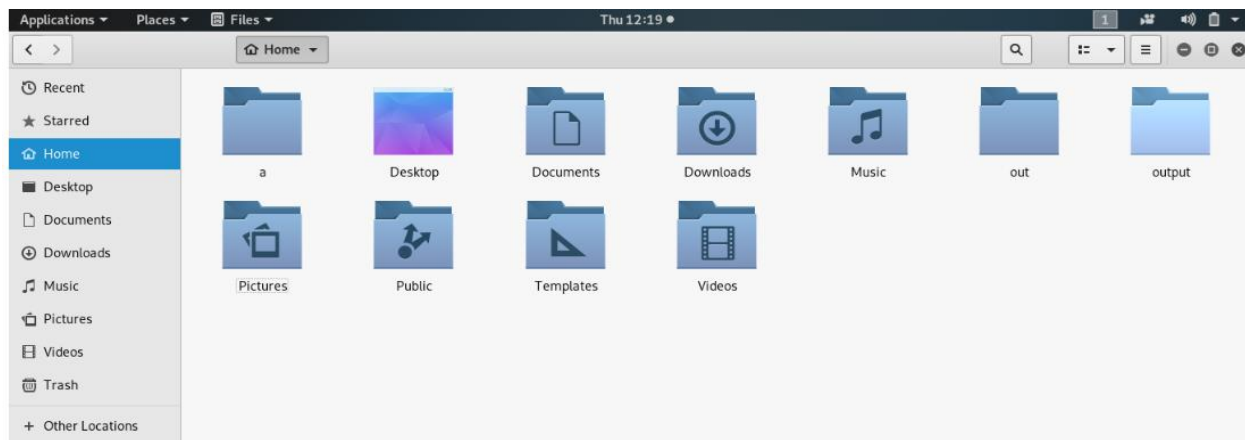 Applications Places Files Thu 12:19 1
Home
Recent
Starred
Home
Desktop
Documents
Downloads
Music
Pictures
Videos
Trash
+ Other Locations
a Desktop Documents Downloads Music out output
Pictures Public Templates Videos